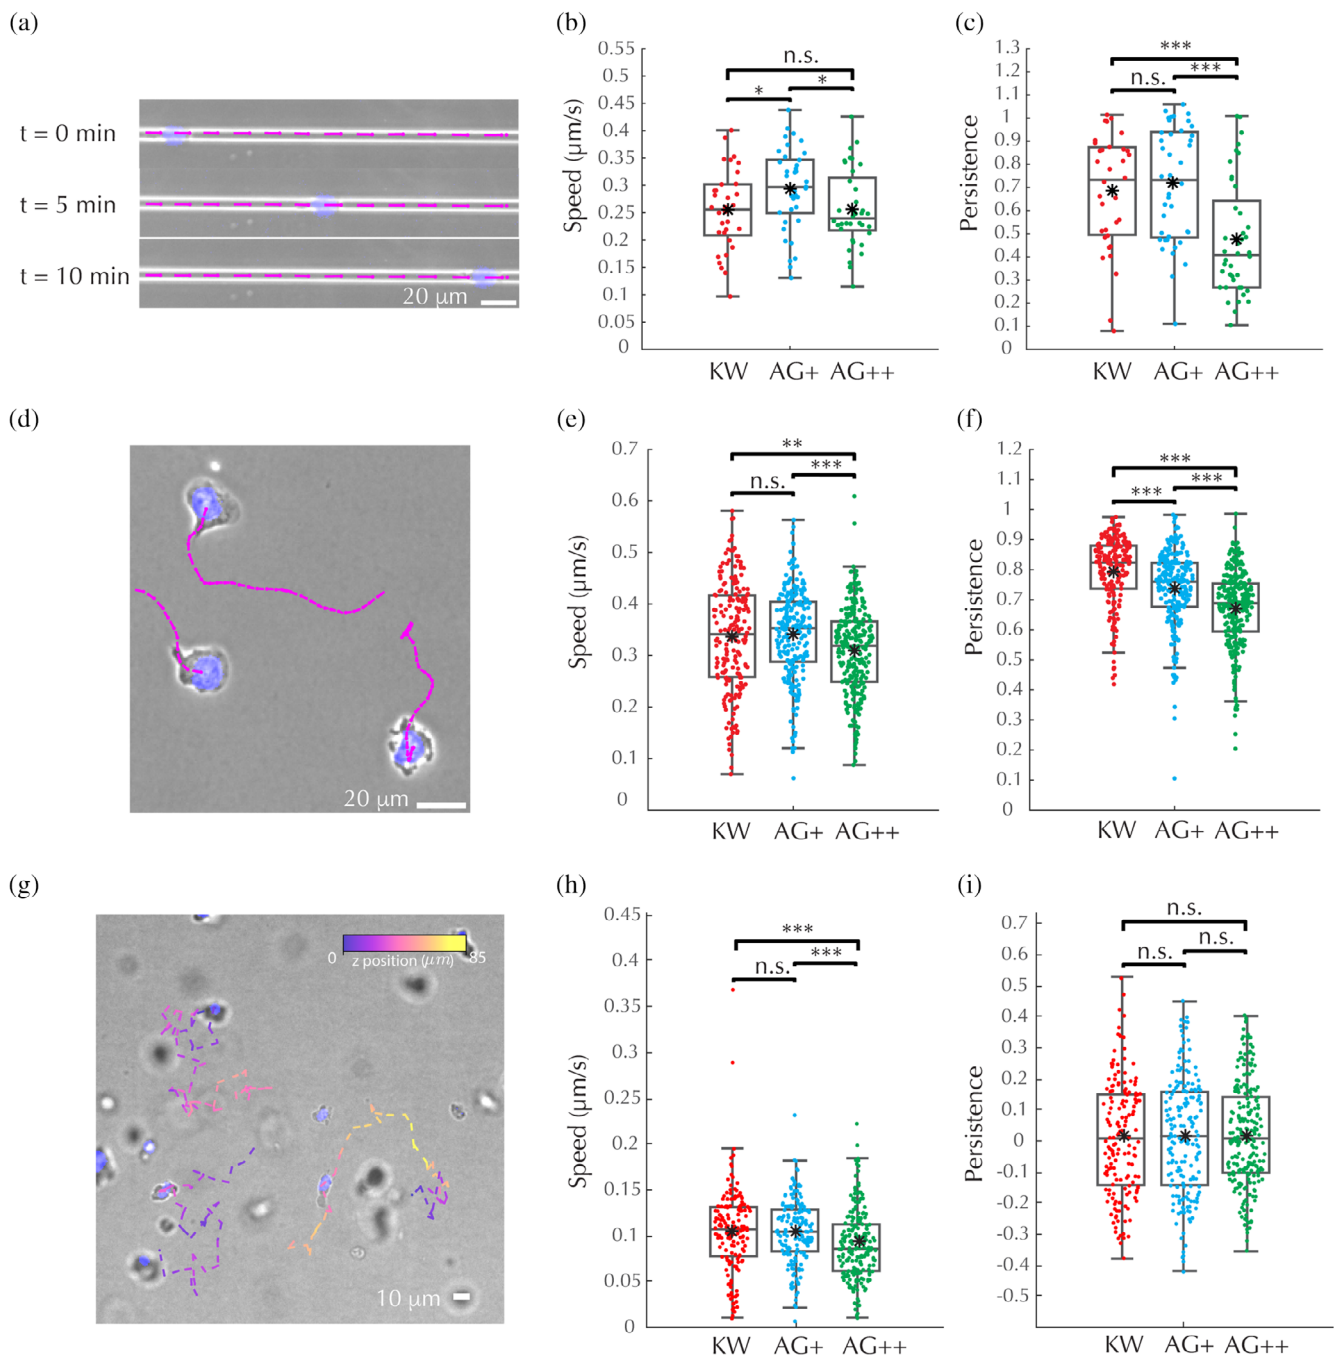 (a)
t = 0 min
t = 5 min
t = 10 min
20 μm
(b)
Speed (μm/s)
0.55
0.5
0.45
0.4
0.35
0.3
0.25
0.2
0.15
0.1
0.05
0
n.s.
*
*
KW AG+ AG++
(c)
Persistence
1.3
1.2
1.1
1
0.9
0.8
0.7
0.6
0.5
0.4
0.3
0.2
0.1
0
***
n.s.
***
KW AG+ AG++
(d)
20 μm
(e)
Speed (μm/s)
0.7
0.6
0.5
0.4
0.3
0.2
0.1
0
**
n.s.
***
KW AG+ AG++
(f)
Persistence
1.2
1.1
1
0.9
0.8
0.7
0.6
0.5
0.4
0.3
0.2
0.1
0
***
***
***
KW AG+ AG++
(g)
0 z position (μm) 85
10 μm
(h)
Speed (μm/s)
0.45
0.4
0.35
0.3
0.25
0.2
0.15
0.1
0.05
0
***
n.s.
***
KW AG+ AG++
(i)
Persistence
0.7
0.6
0.5
0.4
0.3
0.2
0.1
0
-0.1
-0.2
-0.3
-0.4
-0.5
n.s.
n.s.
n.s.
KW AG+ AG++